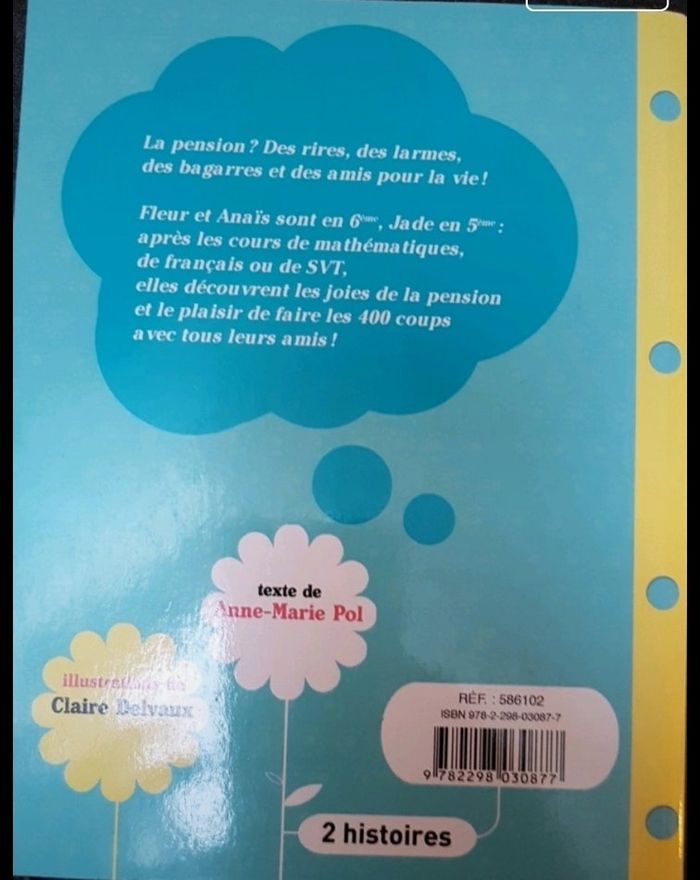 La pension ? Des rires, des larmes,
des bagarres et des amis pour la vie !
Fleur et Anaïs sont en 6ème, Jade en 5ème :
après les cours de mathématiques,
de français ou de SVT,
elles découvrent les joies de la pension
et le plaisir de faire les 400 coups
avec tous leurs amis !
texte de
Anne-Marie Pol
illustrations de
Claire Delvaux
RÉF. : 586102
ISBN 978-2-298-03087-7
9 782298 030877
2 histoires